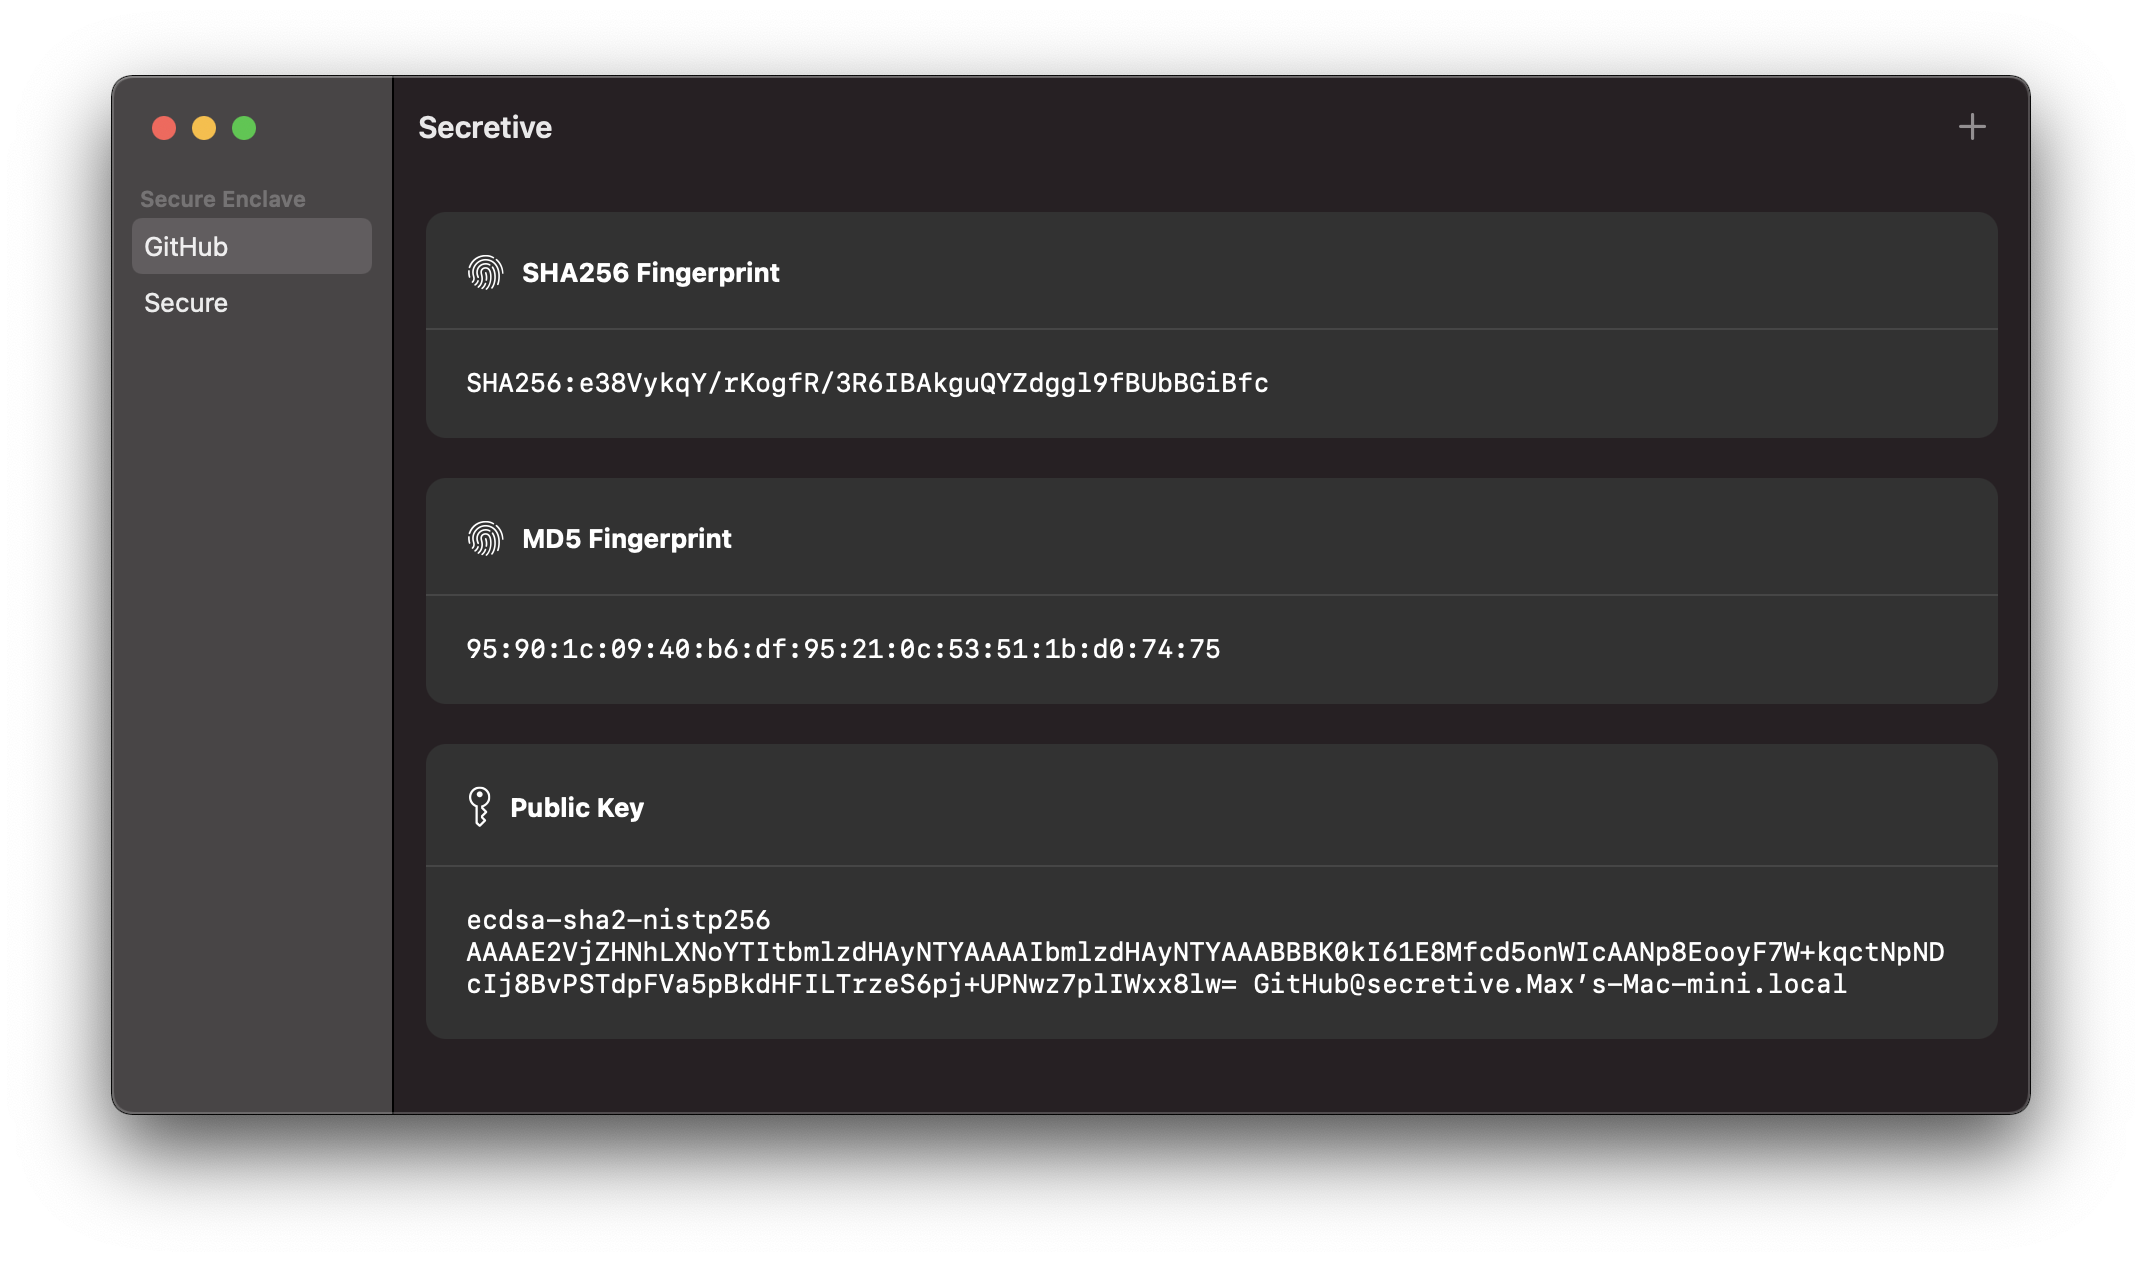 Secretive
Secure Enclave
GitHub
Secure
SHA256 Fingerprint
SHA256:e38VykqY/rKogfR/3R6IBAkguQYZdggl9fBUbBGiBfc
MD5 Fingerprint
95:90:1c:09:40:b6:df:95:21:0c:53:51:1b:d0:74:75
Public Key
ecdsa-sha2-nistp256
AAAAE2VjZHNhLXNoYTItbmlzdHAyNTYAAAAIbmlzdHAyNTYAAABBBK0kI61E8Mfcd5onWIcAANp8EooyF7W+kqctNpND
cIj8BvPSTdpFVa5pBkdHFILTrzeS6pj+UPNwz7plIWxx8lw= GitHub@secretive.Max’s-Mac-mini.local